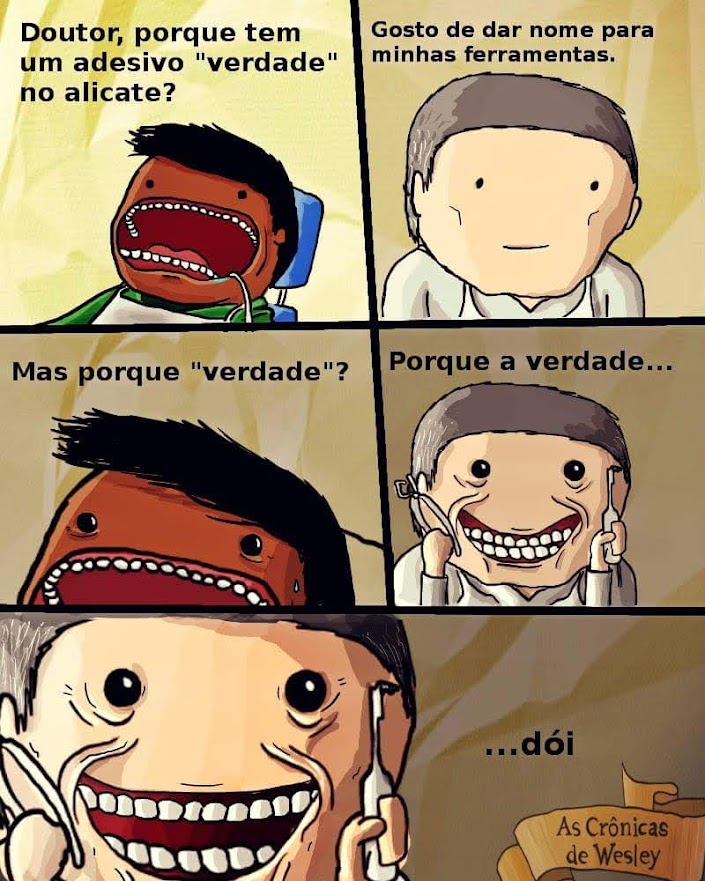 Doutor, porque tem
um adesivo "verdade"
no alicate?
Gosto de dar nome para
minhas ferramentas.
Mas porque "verdade"?
Porque a verdade...
...dói
As Crônicas
de Wesley